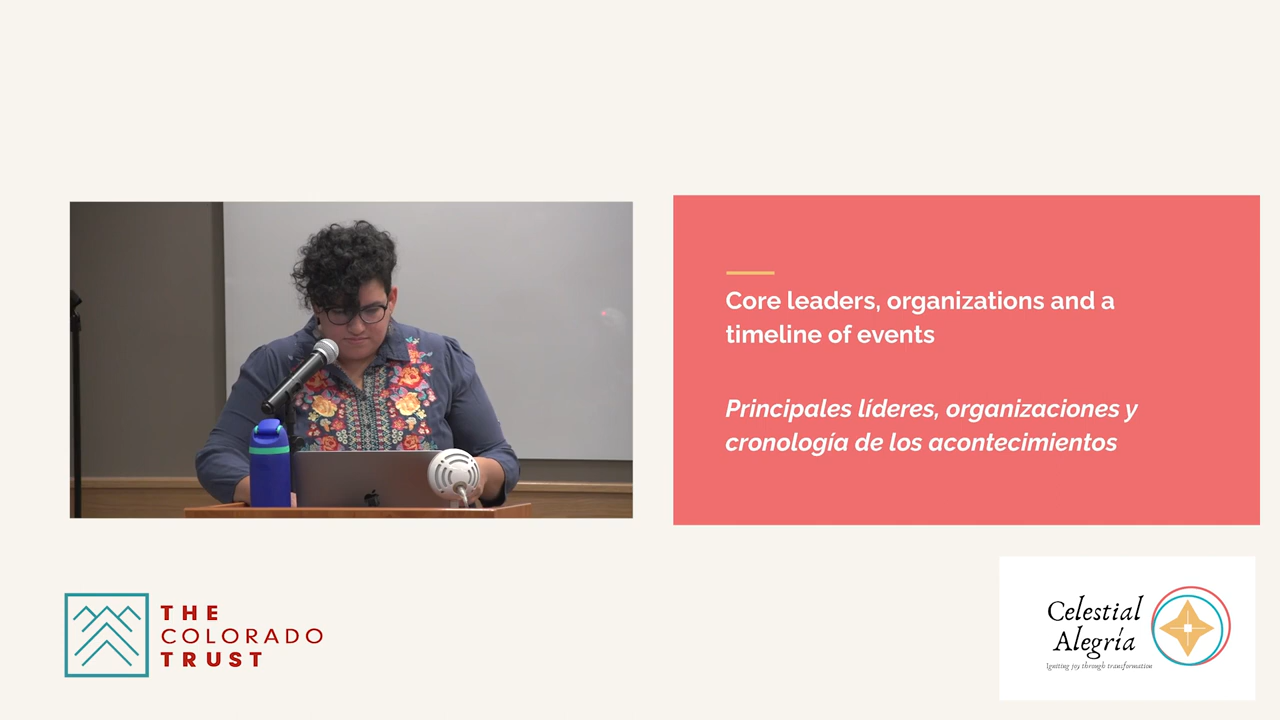 Core leaders, organizations and a
timeline of events
Principales líderes, organizaciones y
cronología de los acontecimientos
THE
COLORADO
TRUST
Celestial
Alegría
Igniting joy through transformation